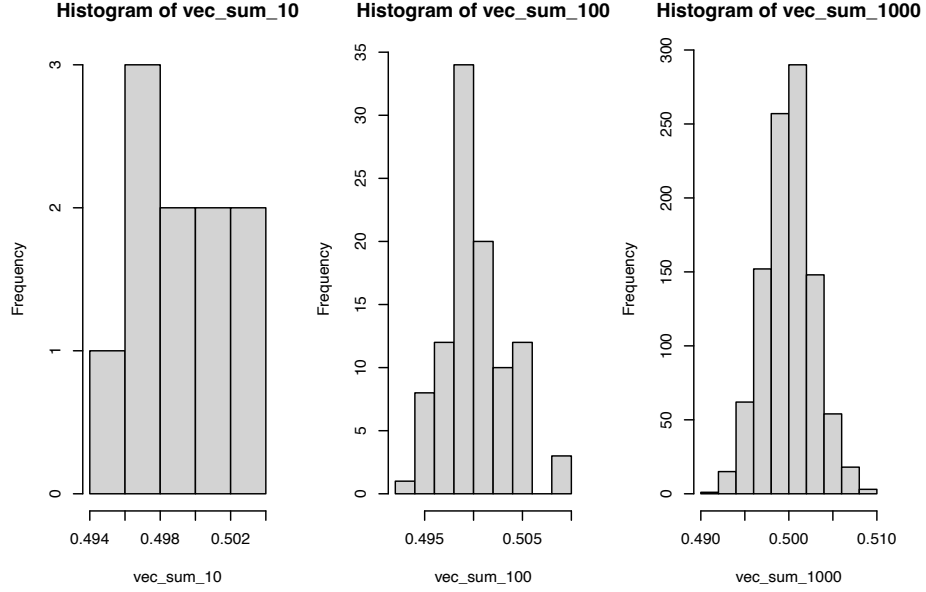 Histogram of vec_sum_10
Frequency
3
2
1
0
0.494 0.498 0.502
vec_sum_10
Histogram of vec_sum_100
Frequency
35
30
25
20
15
10
5
0
0.495 0.505
vec_sum_100
Histogram of vec_sum_1000
Frequency
300
250
200
150
100
50
0
0.490 0.500 0.510
vec_sum_1000